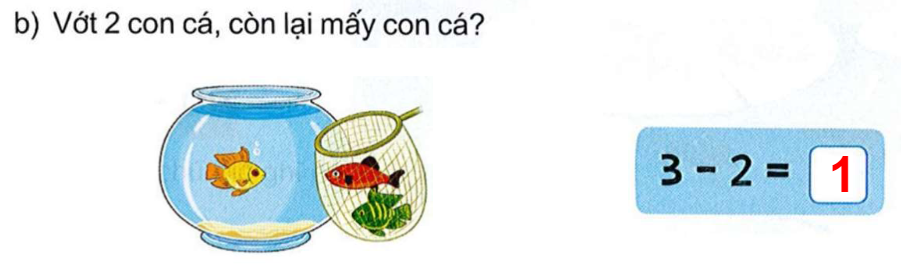 b) Vớt 2 con cá, còn lại mấy con cá?
3 - 2 = 1